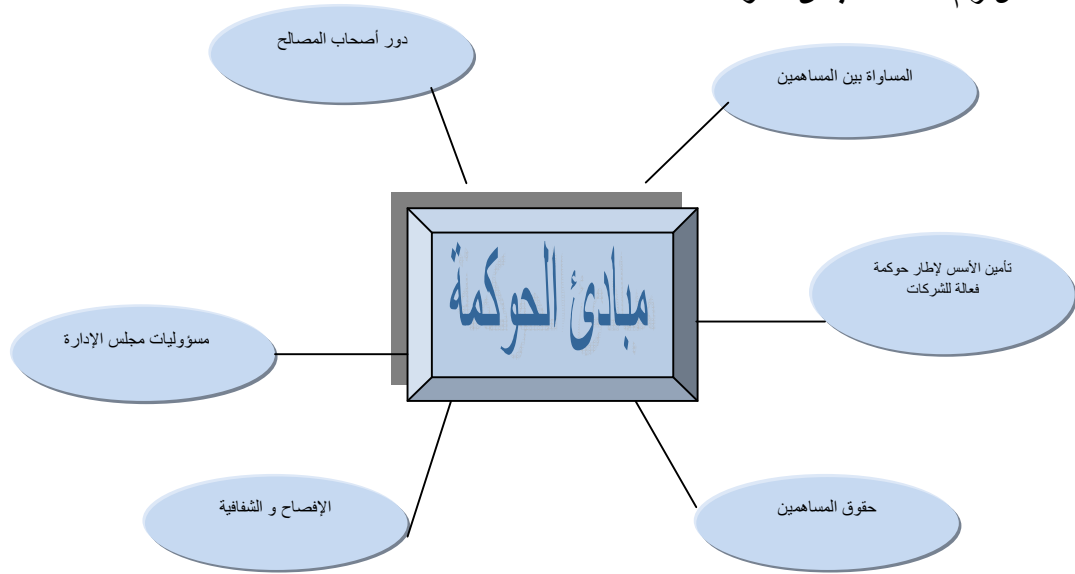 دور أصحاب المصالح
المساواة بين المساهمين
تأمين الأسس لإطار حوكمة
فعالة للشركات
مبادئ الحوكمة
مسؤوليات مجلس الإدارة
الإفصاح و الشفافية
حقوق المساهمين